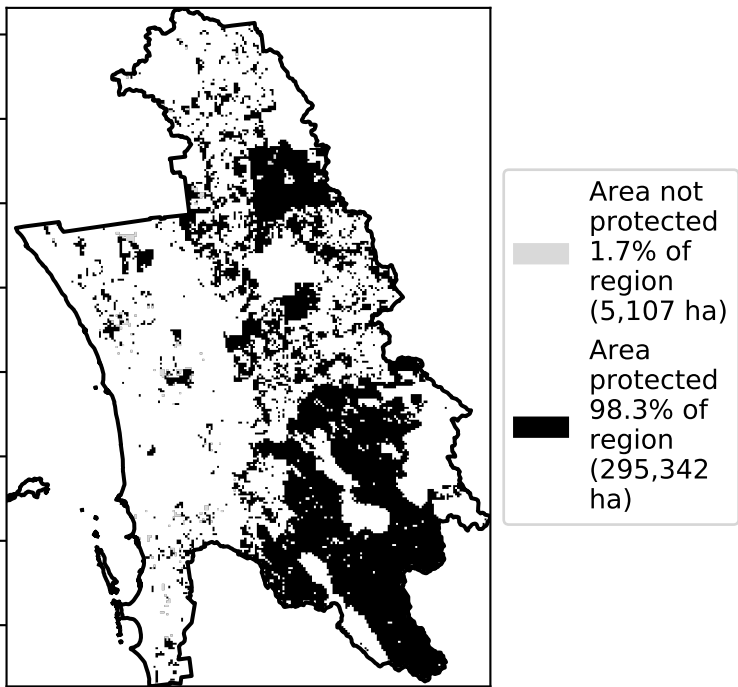 Area not
protected
1.7% of
region
(5,107 ha)
Area
protected
98.3% of
region
(295,342
ha)